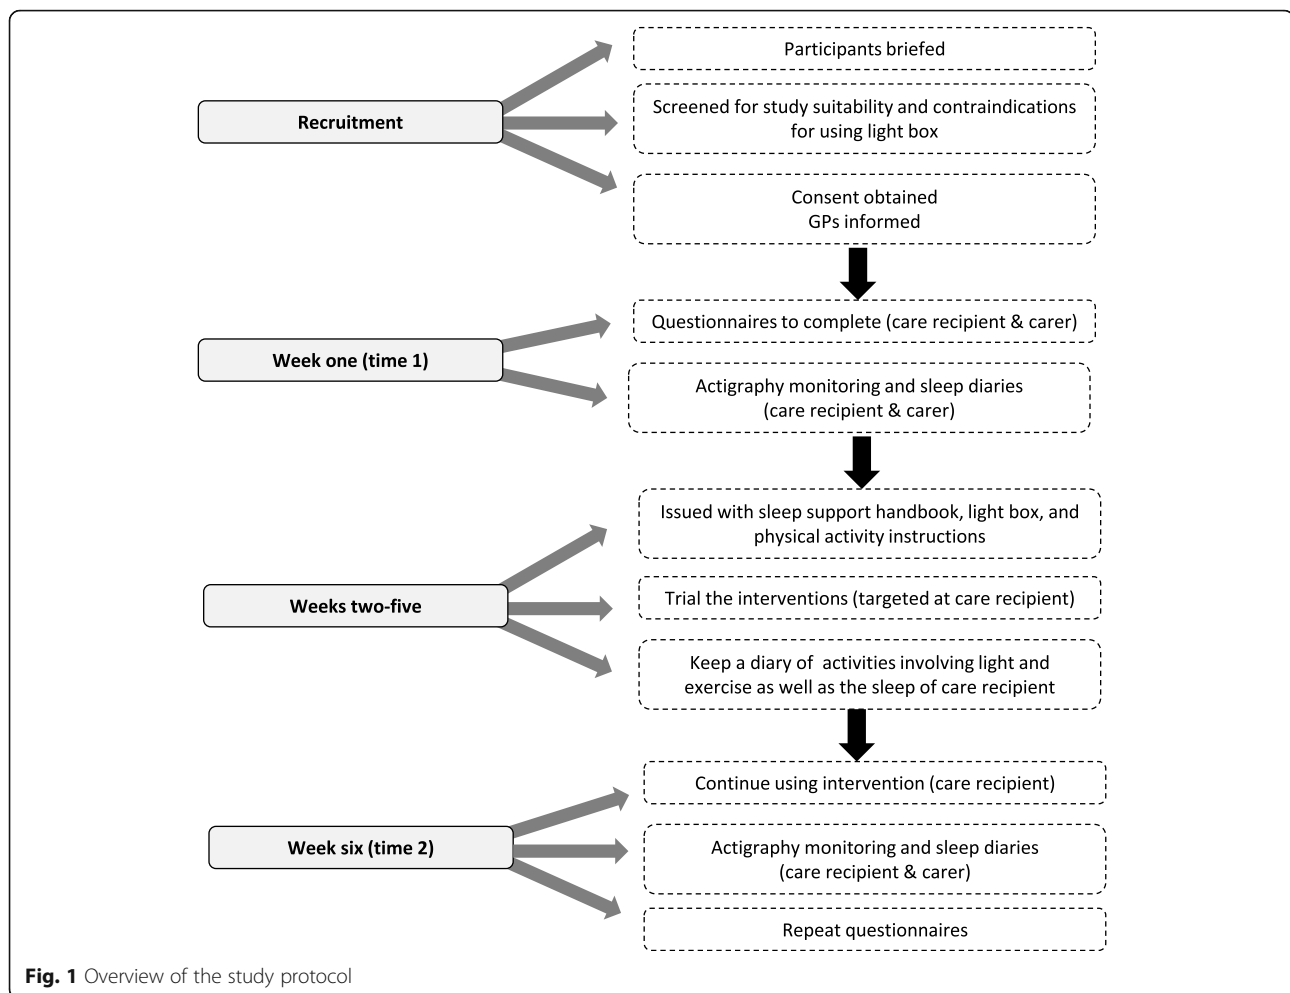 Participants briefed
Recruitment
Screened for study suitability and contraindications
for using light box
Consent obtained
GPs informed
Week one (time 1)
Questionnaires to complete (care recipient & carer)
Actigraphy monitoring and sleep diaries
(care recipient & carer)
Weeks two-five
Issued with sleep support handbook, light box, and
physical activity instructions
Trial the interventions (targeted at care recipient)
Keep a diary of activities involving light and
exercise as well as the sleep of care recipient
Week six (time 2)
Continue using intervention (care recipient)
Actigraphy monitoring and sleep diaries
(care recipient & carer)
Repeat questionnaires
Fig. 1 Overview of the study protocol